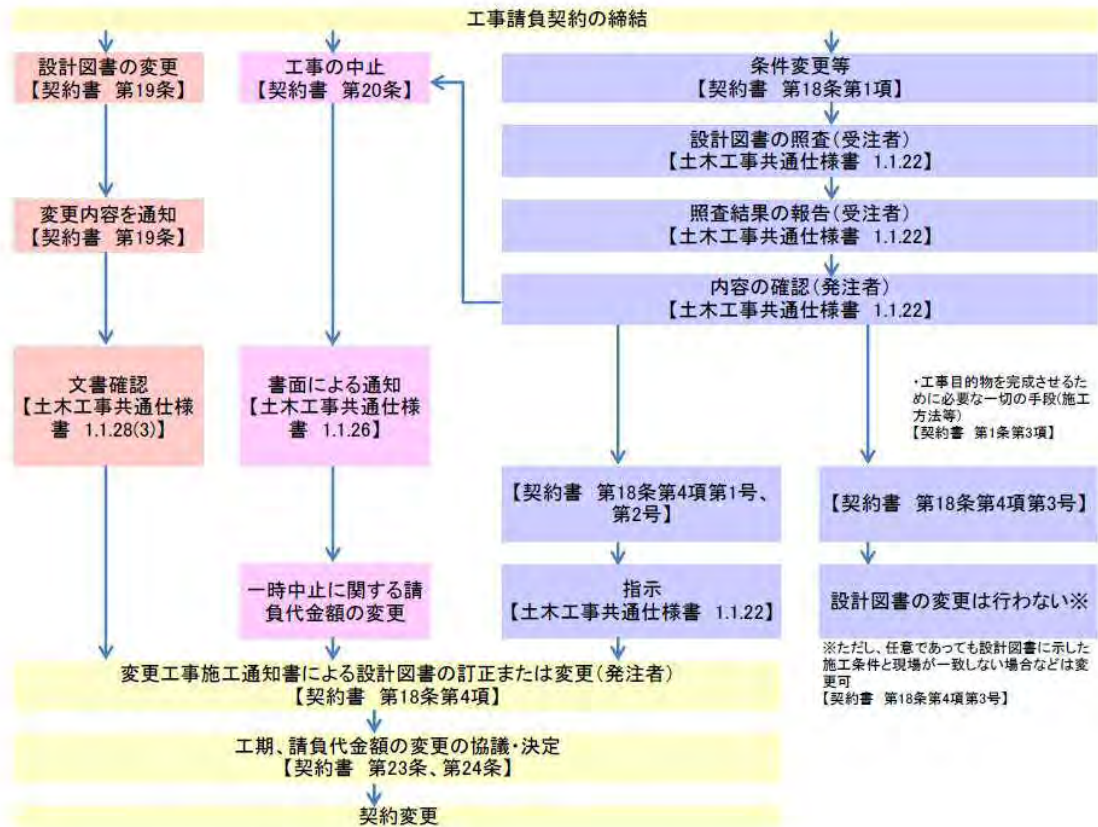 工事請負契約の締結
設計図書の変更
【契約書 第19条】
変更内容を通知
【契約書 第19条】
文書確認
【土木工事共通仕様
書 1.1.28(3)】
工事の中止
【契約書 第20条】
書面による通知
【土木工事共通仕様
書 1.1.26】
一時中止に関する請
負代金額の変更
条件変更等
【契約書 第18条第1項】
設計図書の照査(受注者)
【土木工事共通仕様書 1.1.22】
照査結果の報告(受注者)
【土木工事共通仕様書 1.1.22】
内容の確認(発注者)
【土木工事共通仕様書 1.1.22】
【契約書 第18条第4項第1号、
第2号】
指示
【土木工事共通仕様書 1.1.22】
・工事目的物を完成させるた
めに必要な一切の手段(施工
方法等)
【契約書 第1条第3項】
【契約書 第18条第4項第3号】
設計図書の変更は行わない※
※ただし、任意であっても設計図書に示した
施工条件と現場が一致しない場合などは変
更可
【契約書 第18条第4項第3号】
変更工事施工通知書による設計図書の訂正または変更(発注者)
【契約書 第18条第4項】
工期、請負代金額の変更の協議・決定
【契約書 第23条、第24条】
契約変更